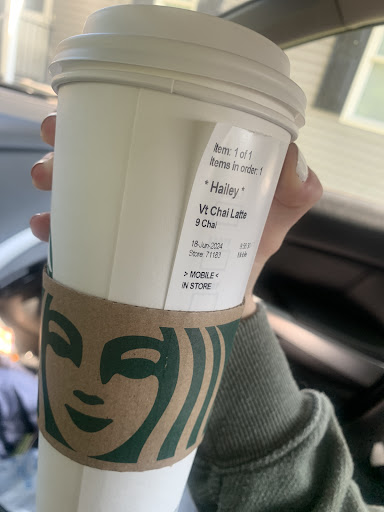 Item: 1 of 1
Items in order: 1
* Hailey *
Vt Chai Latte
9 Chai
18-Jun-2024
Store: 71183
> MOBILE <
IN STORE